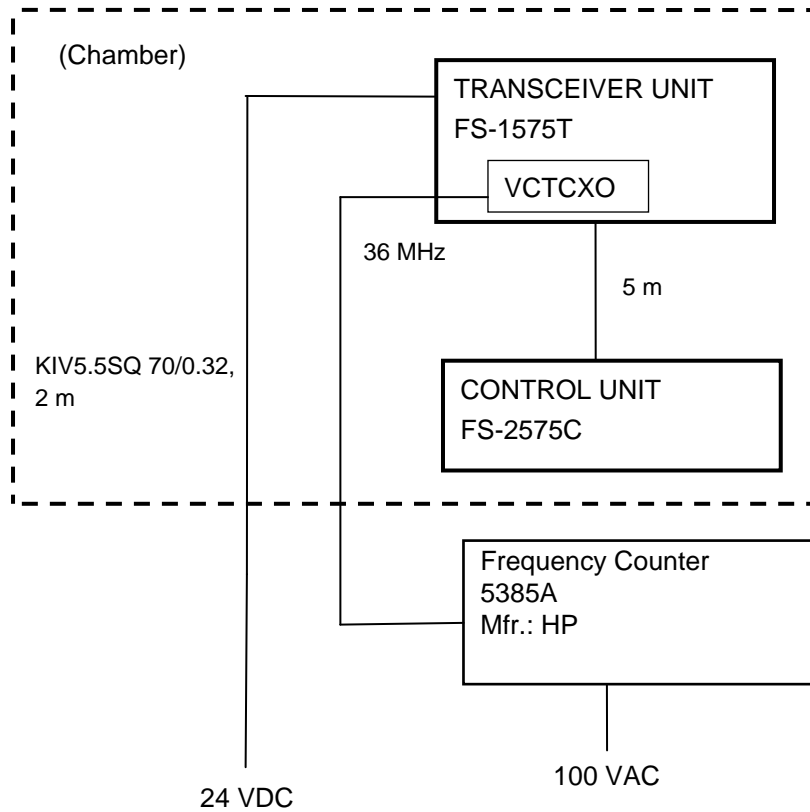 (Chamber)
TRANSCEIVER UNIT
FS-1575T
VCTCXO
36 MHz
5 m
KIV5.5SQ 70/0.32,
2 m
CONTROL UNIT
FS-2575C
Frequency Counter
5385A
Mfr.: HP
100 VAC
24 VDC